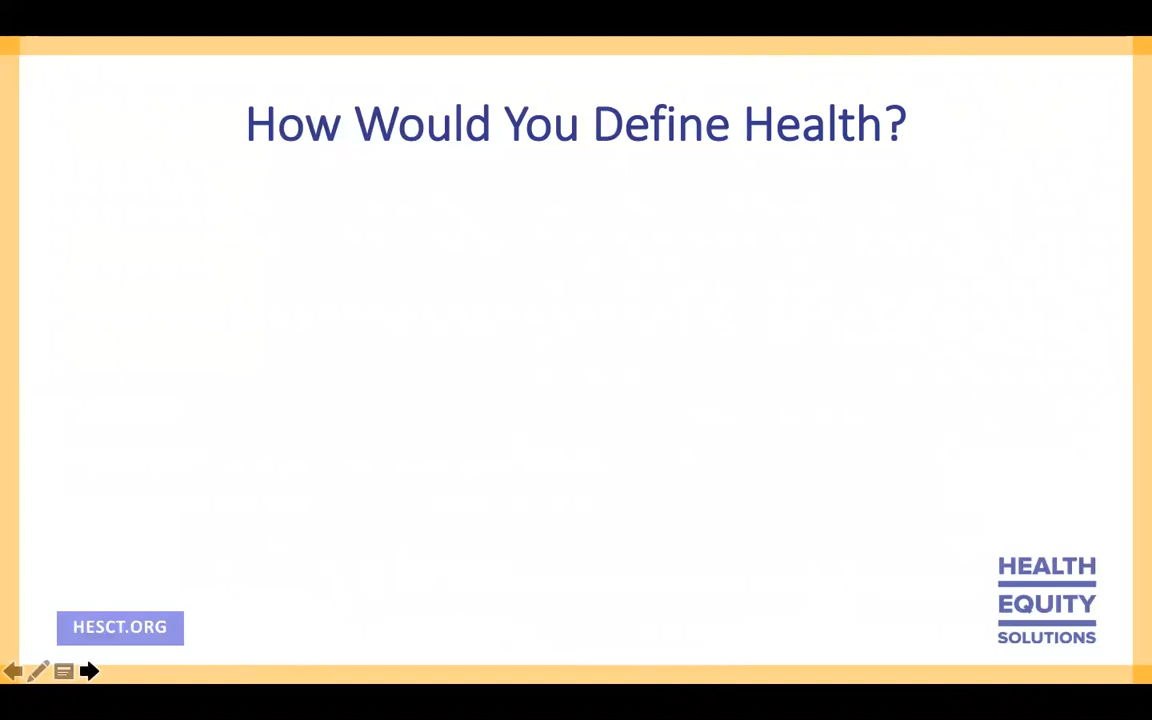 How Would You Define Health?
HEALTH
EQUITY
SOLUTIONS
HESCT.ORG